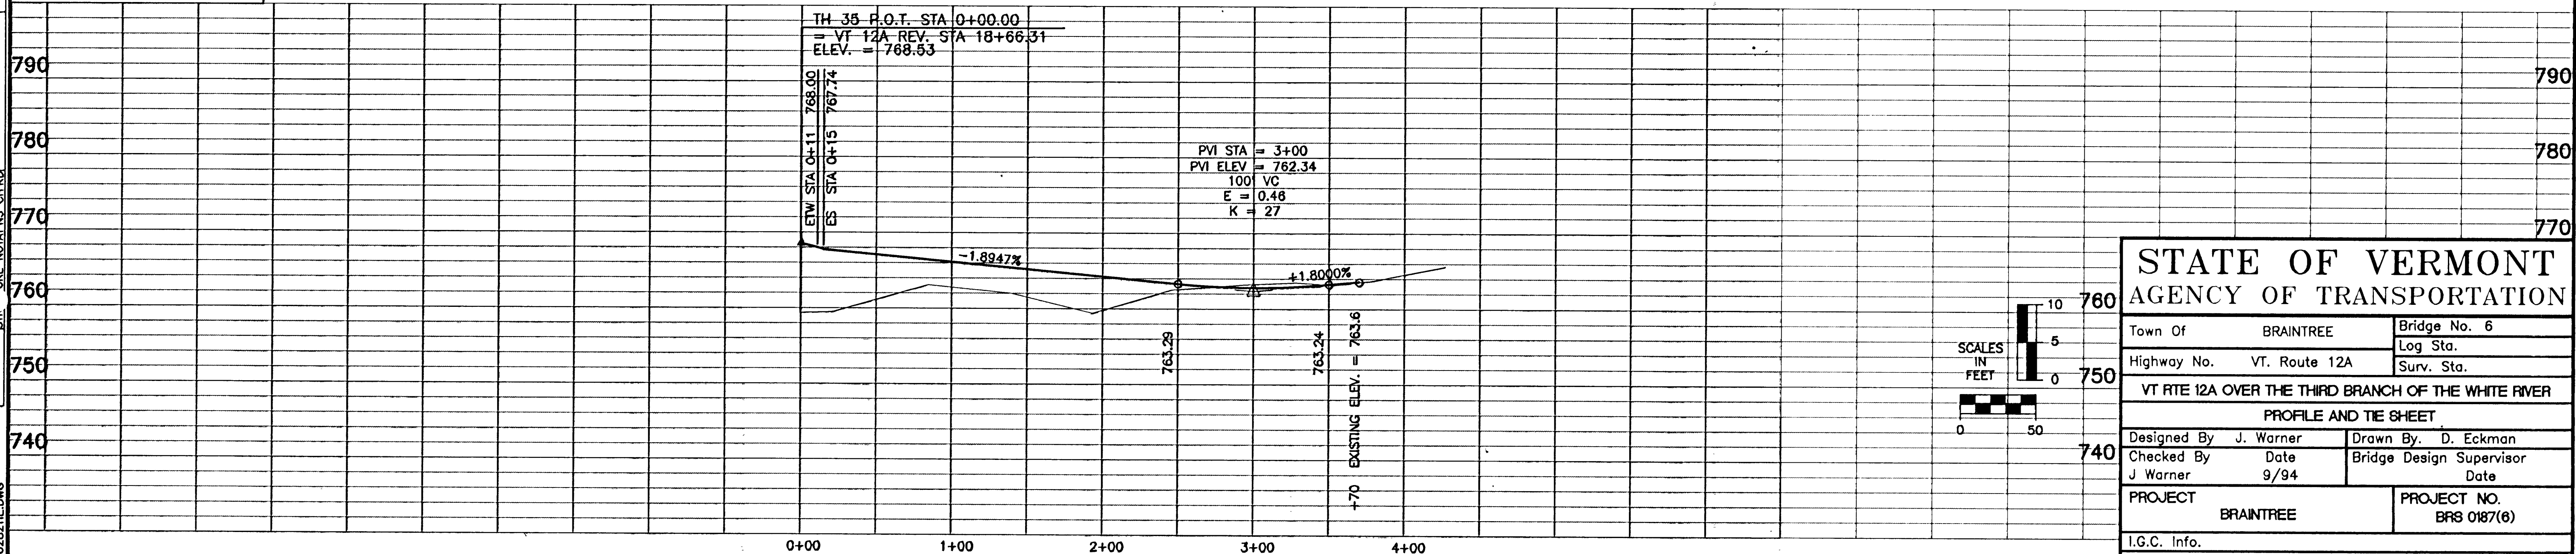 TH 35 P.O.T. STA 0+00.00
= VT 12A REV. STA 18+66.31
ELEV. = 768.53
790
780
770
760
750
740
ETW STA 0+11 768.00
ES STA 0+15 767.74
-1.8947%
PVI STA = 3+00
PVI ELEV = 762.34
100' VC
E = 0.46
K = 27
+1.8000%
763.29
763.24
+70 EXISTING ELEV. = 763.6
0+00
1+00
2+00
3+00
4+00
790
780
770
760
750
740
SCALES
IN
FEET
10
5
0
0 50
STATE OF VERMONT
AGENCY OF TRANSPORTATION
Town Of BRAINTREE
Bridge No. 6
Log Sta.
Highway No. VT. Route 12A
Surv. Sta.
VT RTE 12A OVER THE THIRD BRANCH OF THE WHITE RIVER
PROFILE AND TIE SHEET
Designed By J. Warner
Drawn By. D. Eckman
Checked By Date
J Warner 9/94
Bridge Design Supervisor
Date
PROJECT
BRAINTREE
PROJECT NO.
BRS 0187(6)
I.G.C. Info.